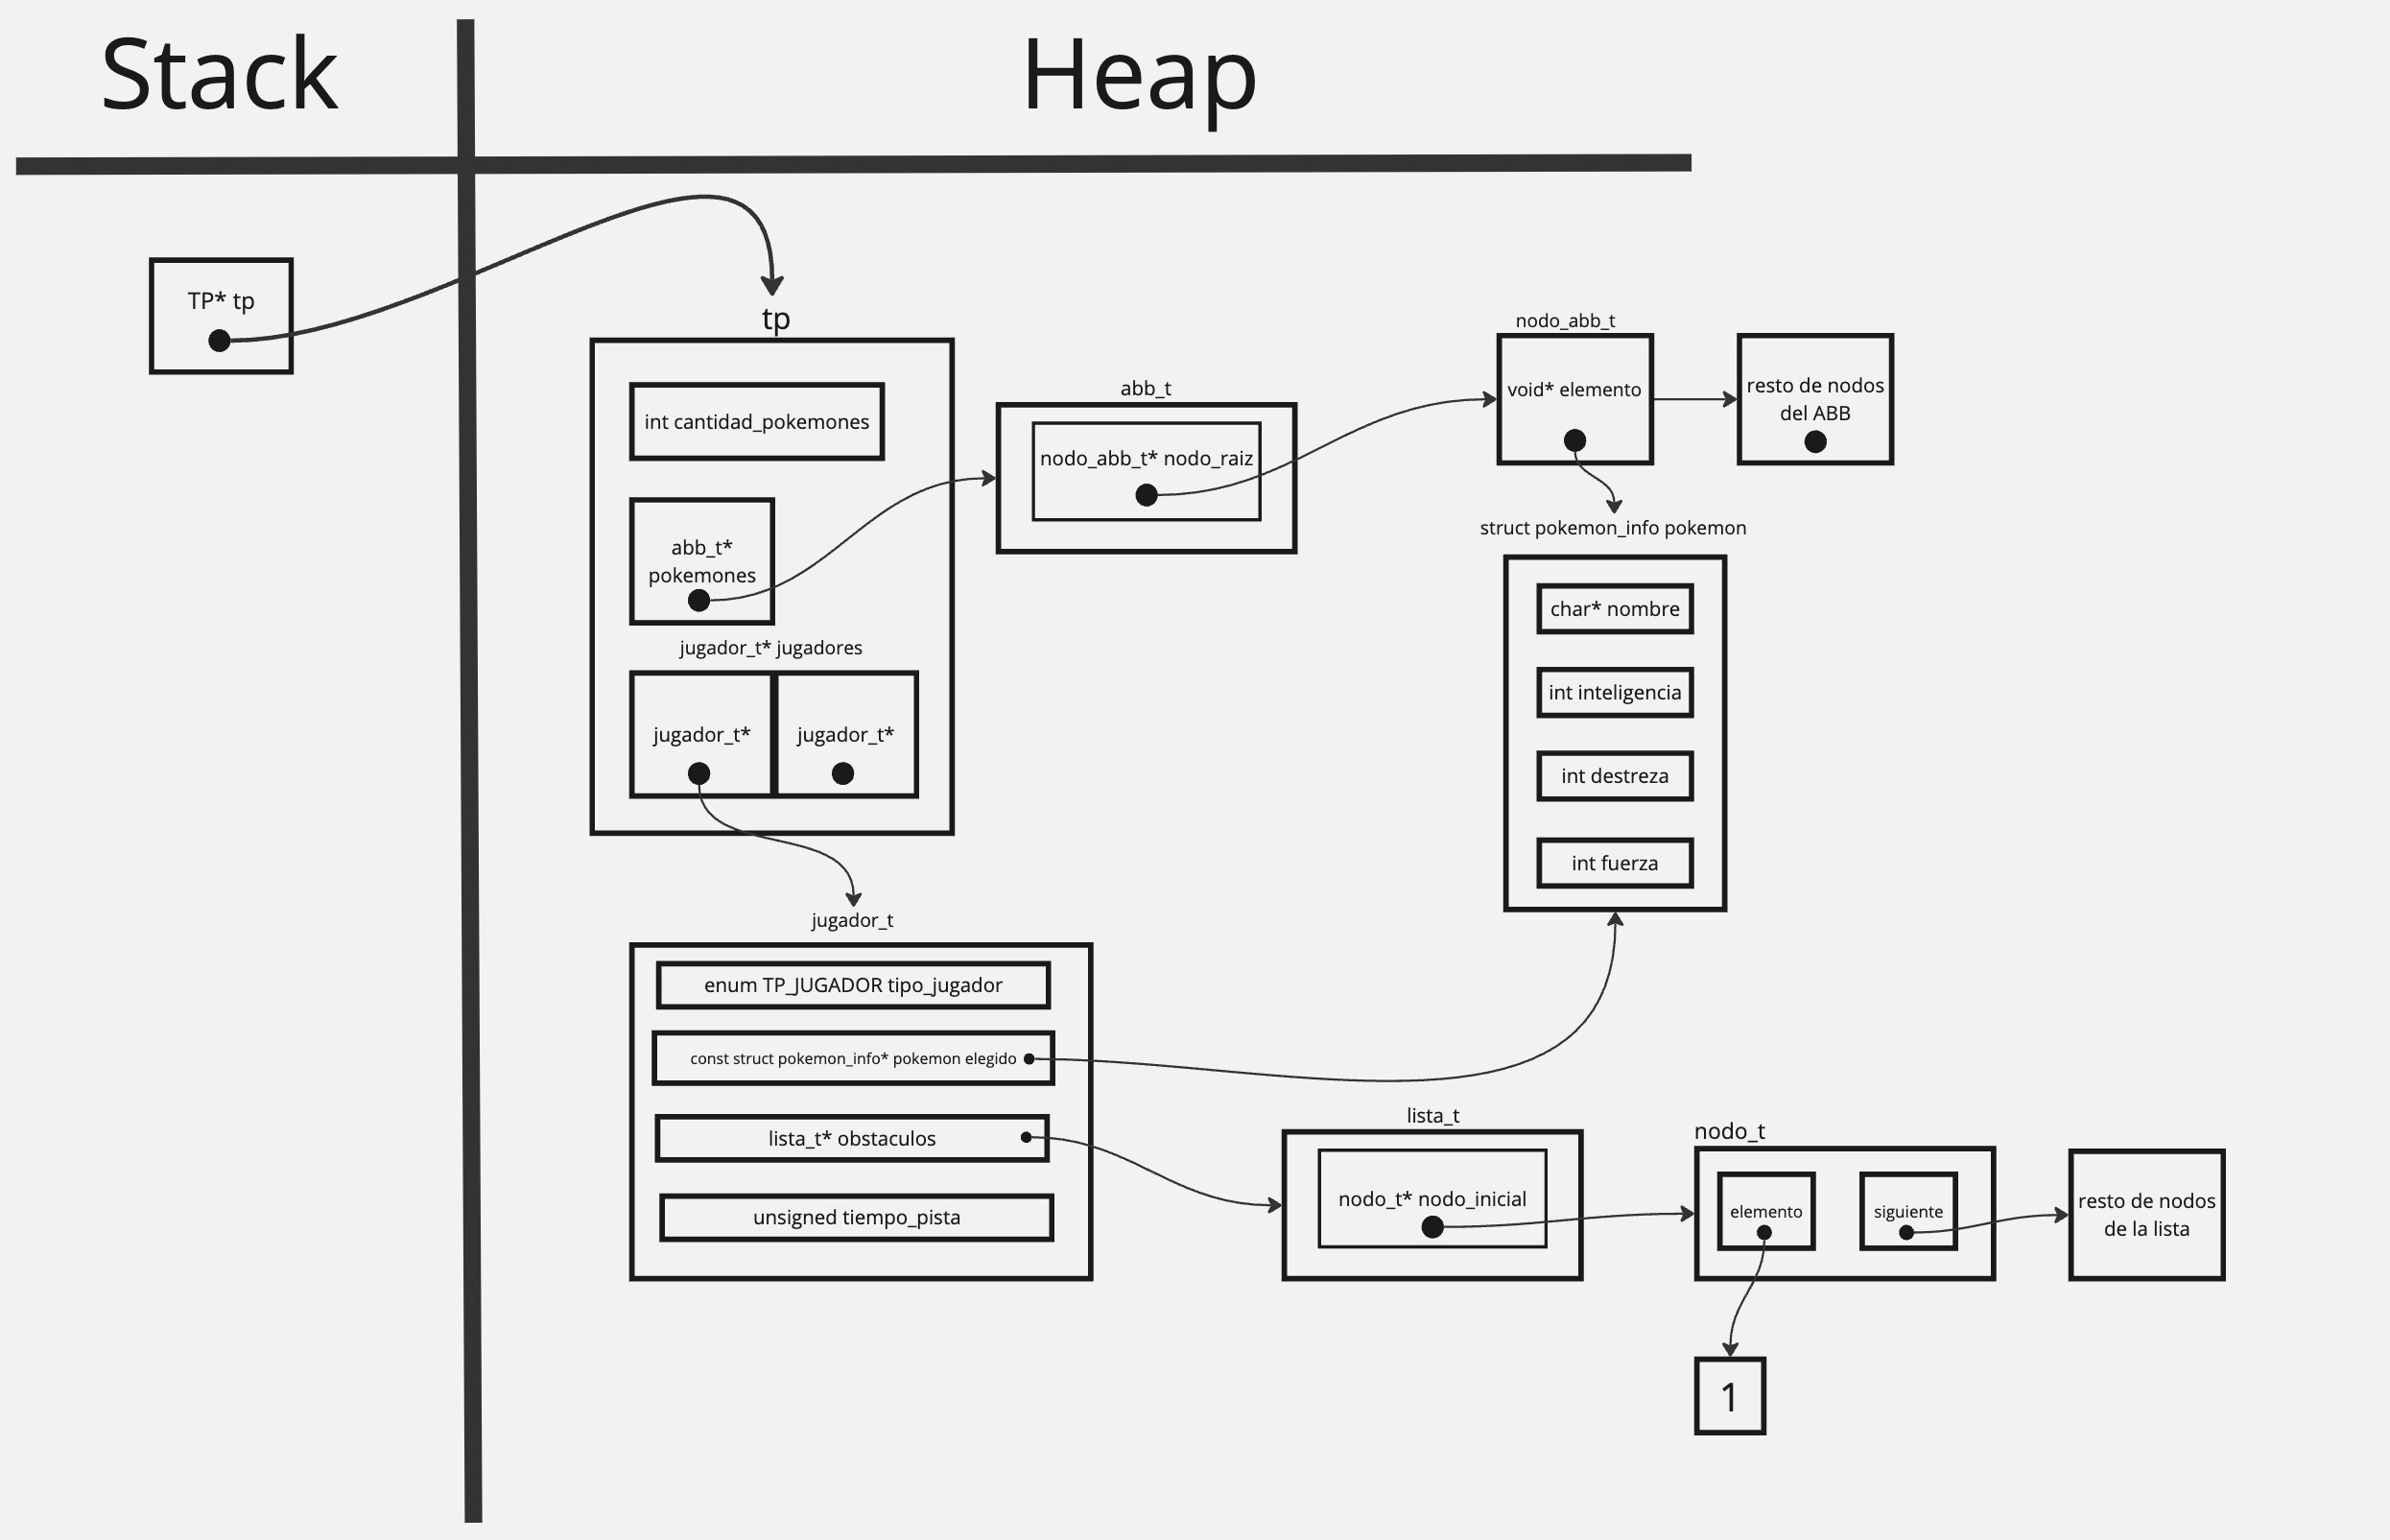 Stack
Heap
TP* tp
tp
int cantidad_pokemones
abb_t*
pokemones
jugador_t* jugadores
jugador_t*
jugador_t*
abb_t
nodo_abb_t* nodo_raiz
nodo_abb_t
void* elemento
resto de nodos
del ABB
struct pokemon_info pokemon
char* nombre
int inteligencia
int destreza
int fuerza
jugador_t
enum TP_JUGADOR tipo_jugador
const struct pokemon_info* pokemon elegido
lista_t* obstaculos
unsigned tiempo_pista
lista_t
nodo_t* nodo_inicial
nodo_t
elemento
siguiente
resto de nodos
de la lista
1